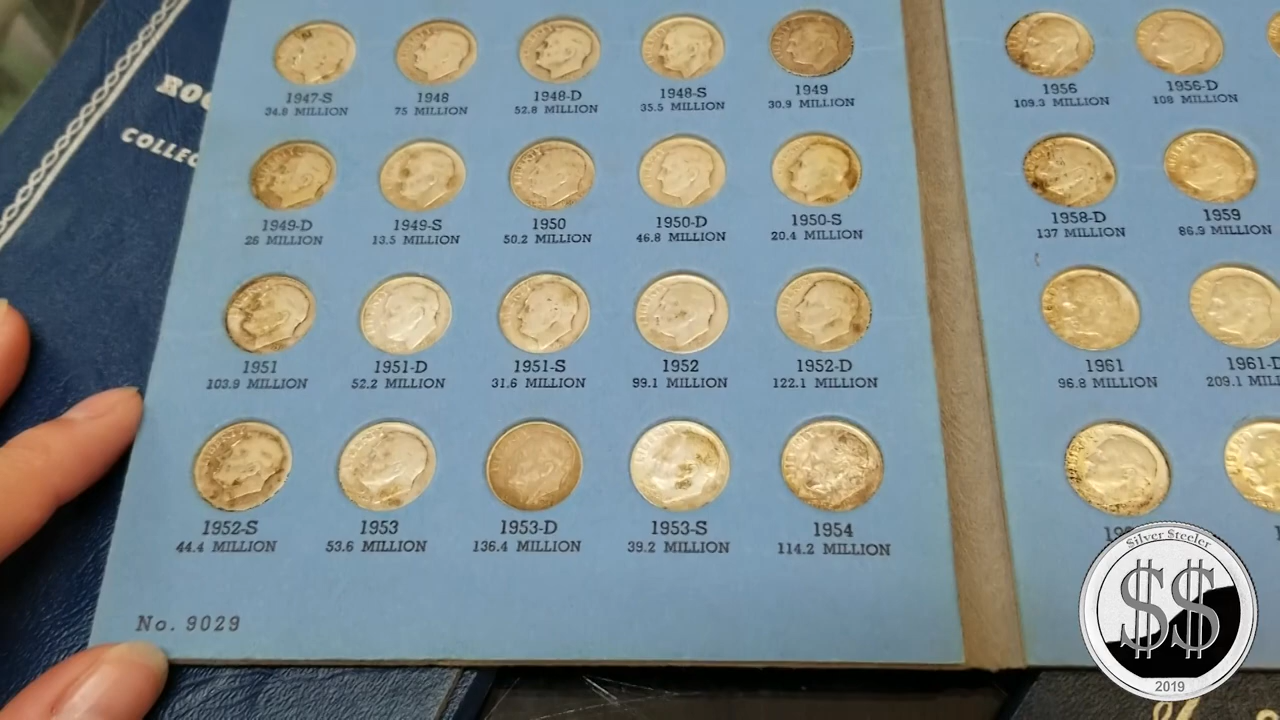 1947-S 1948 1948-D 1948-S 1949
34.8 MILLION 75 MILLION 52.8 MILLION 35.5 MILLION 30.9 MILLION
1949-D 1949-S 1950 1950-D 1950-S
26 MILLION 13.5 MILLION 50.2 MILLION 46.8 MILLION 20.4 MILLION
1951 1951-D 1951-S 1952 1952-D
103.9 MILLION 52.2 MILLION 31.6 MILLION 99.1 MILLION 122.1 MILLION
1952-S 1953 1953-D 1953-S 1954
44.4 MILLION 53.6 MILLION 136.4 MILLION 39.2 MILLION 114.2 MILLION
No. 9029
1956 1956-D
109.3 MILLION 108 MILLION
1958-D 1959
137 MILLION 86.9 MILLION
1961 1961-D
96.8 MILLION 209.1
$ilver $teeler
$$
2019